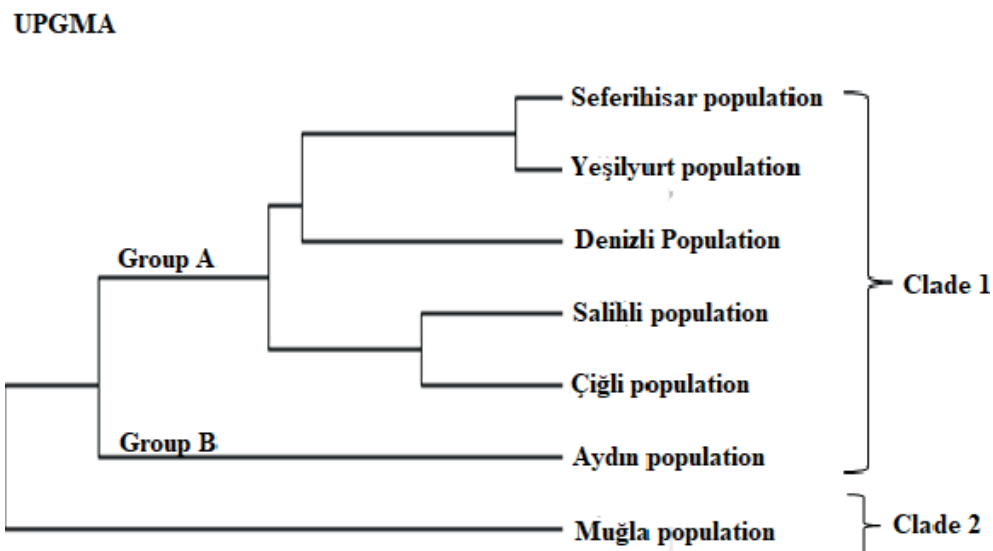 UPGMA
Seferihisar population
Yeşilyurt population
Denizli Population
Group A
Clade 1
Salihli population
Çiğli population
Group B
Aydın population
Clade 2
Muğla population